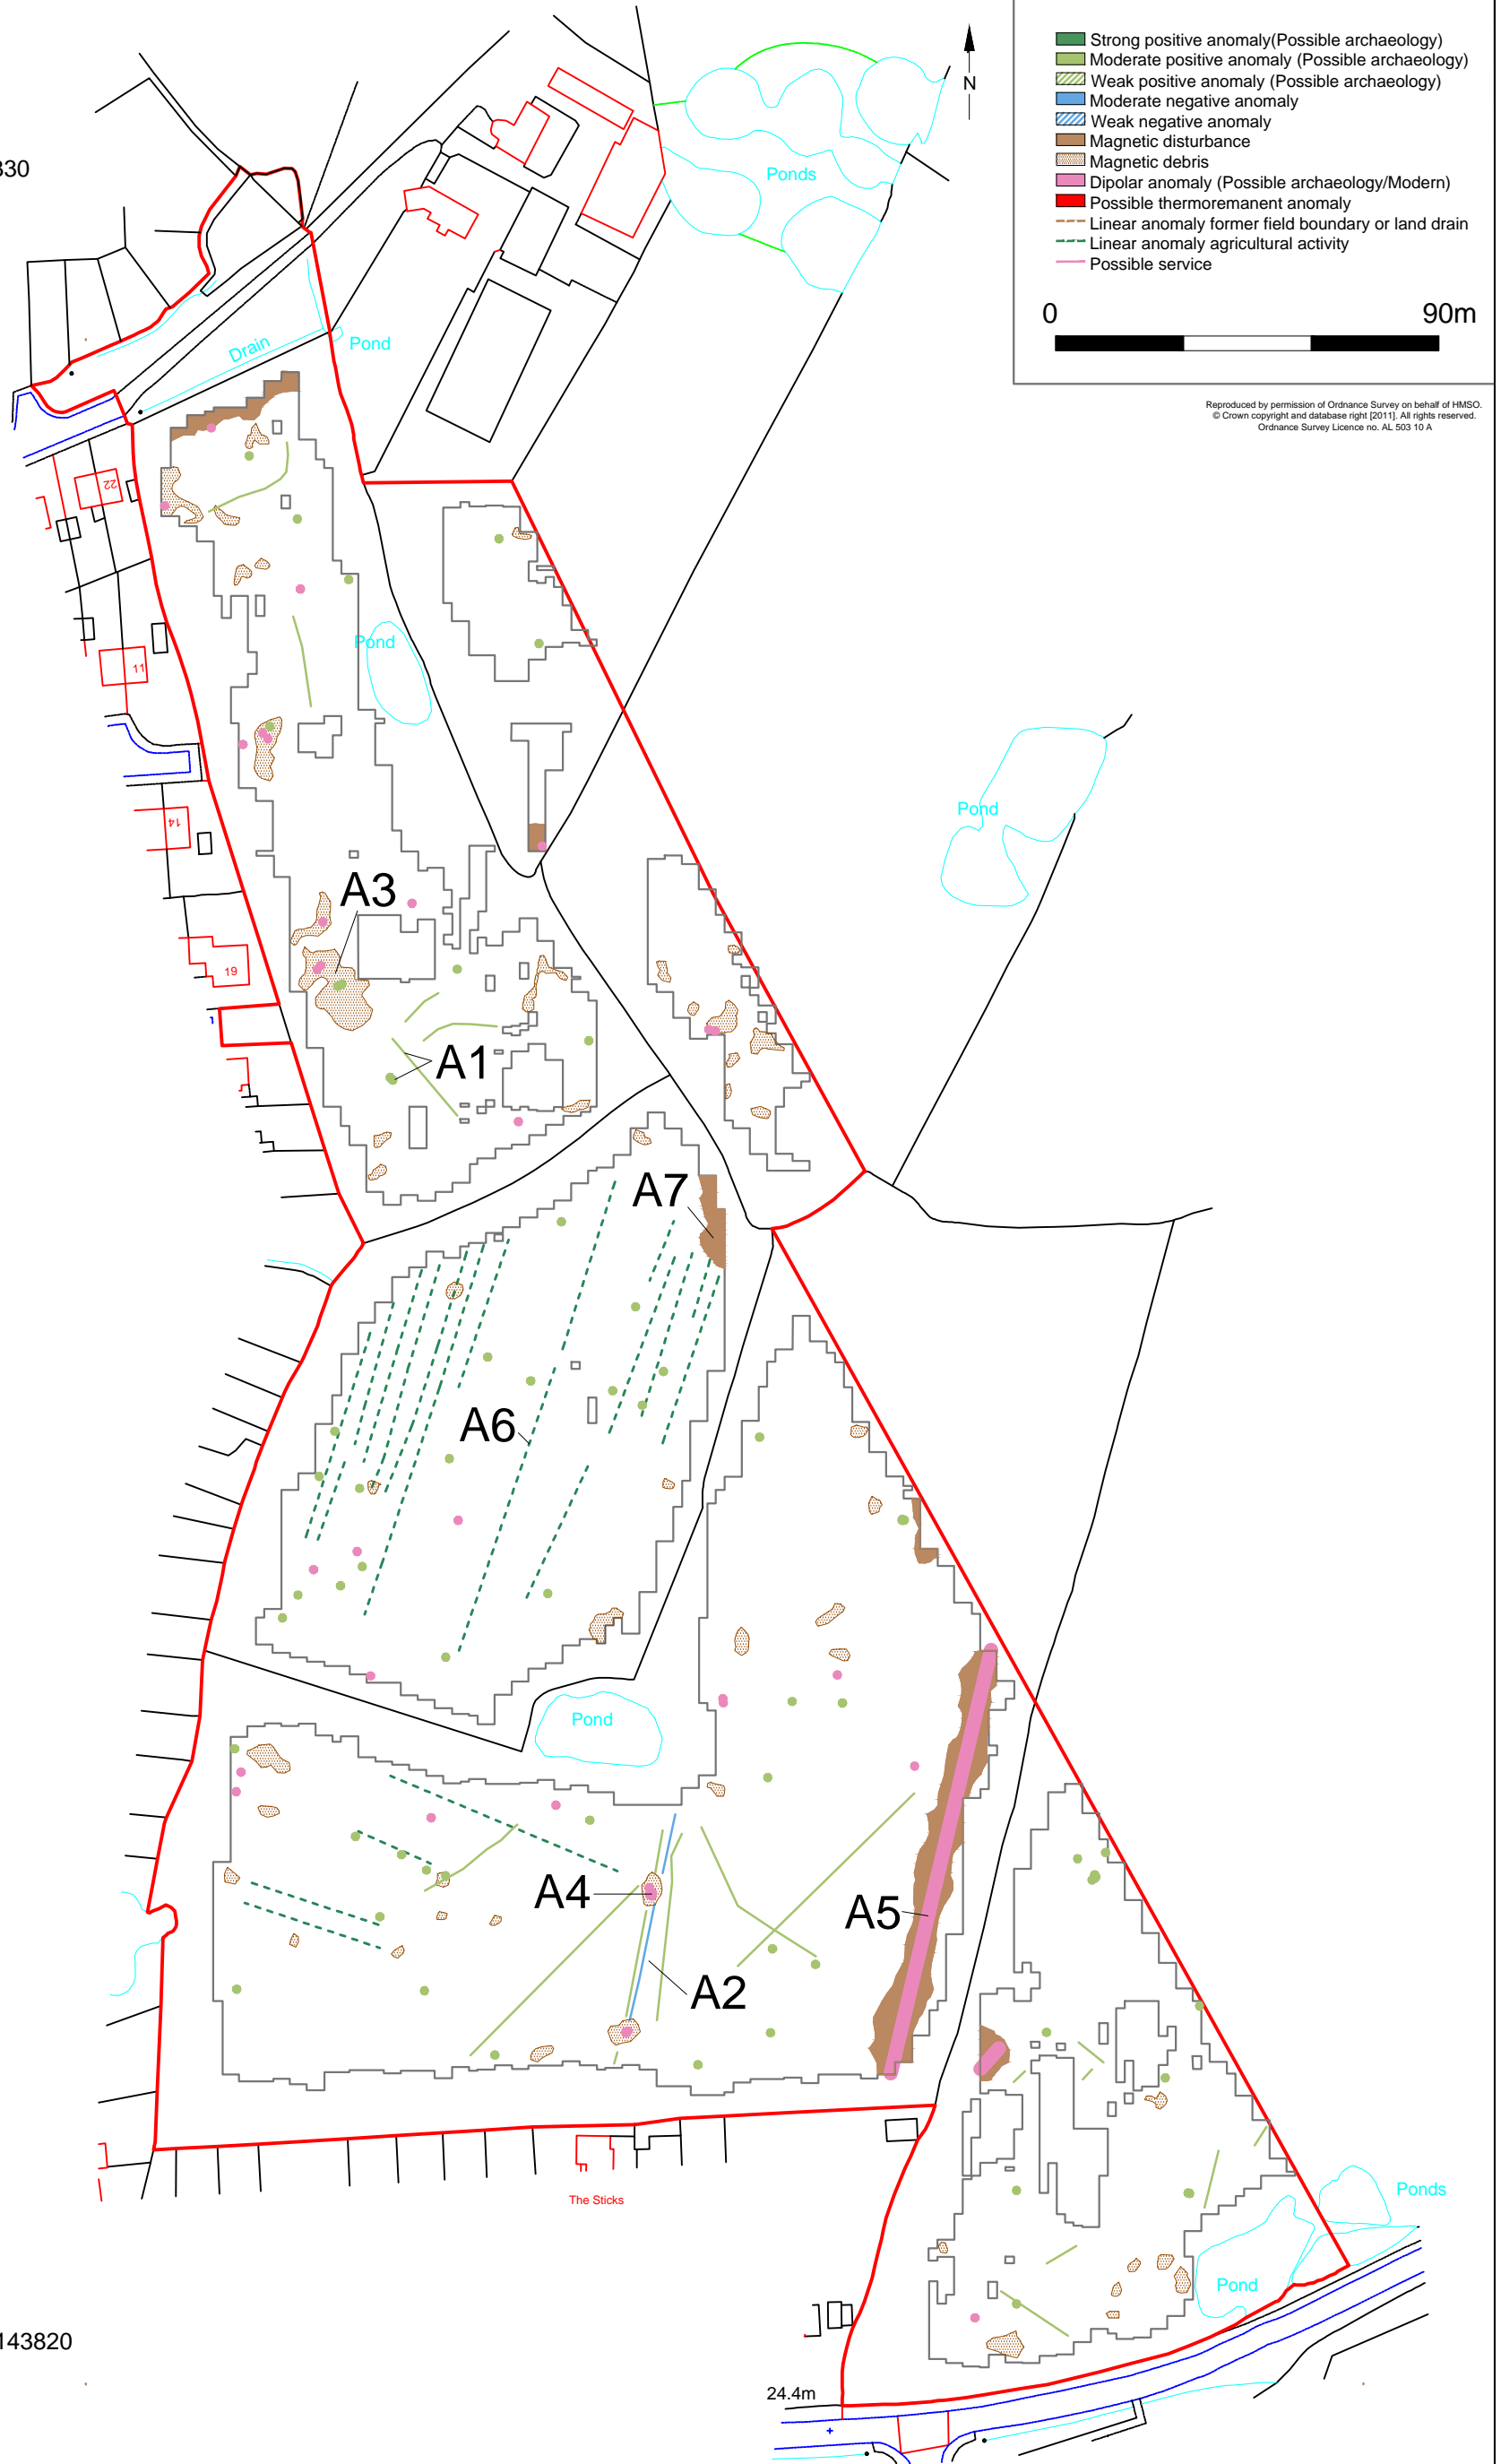 Strong positive anomaly(Possible archaeology)
Moderate positive anomaly (Possible archaeology)
Weak positive anomaly (Possible archaeology)
Moderate negative anomaly
Weak negative anomaly
Magnetic disturbance
Magnetic debris
Dipolar anomaly (Possible archaeology/Modern)
Possible thermoremanent anomaly
Linear anomaly former field boundary or land drain
Linear anomaly agricultural activity
Possible service
0 90m
Reproduced by permission of Ordnance Survey on behalf of HMSO.
© Crown copyright and database right [2011]. All rights reserved.
Ordnance Survey Licence no. AL 503 10 A
N
Ponds
330
Drain
Pond
22
Pond
11
Pond
14
A3
19
A1
A7
A6
Pond
A4
A5
A2
The Sticks
Ponds
Pond
143820
24.4m